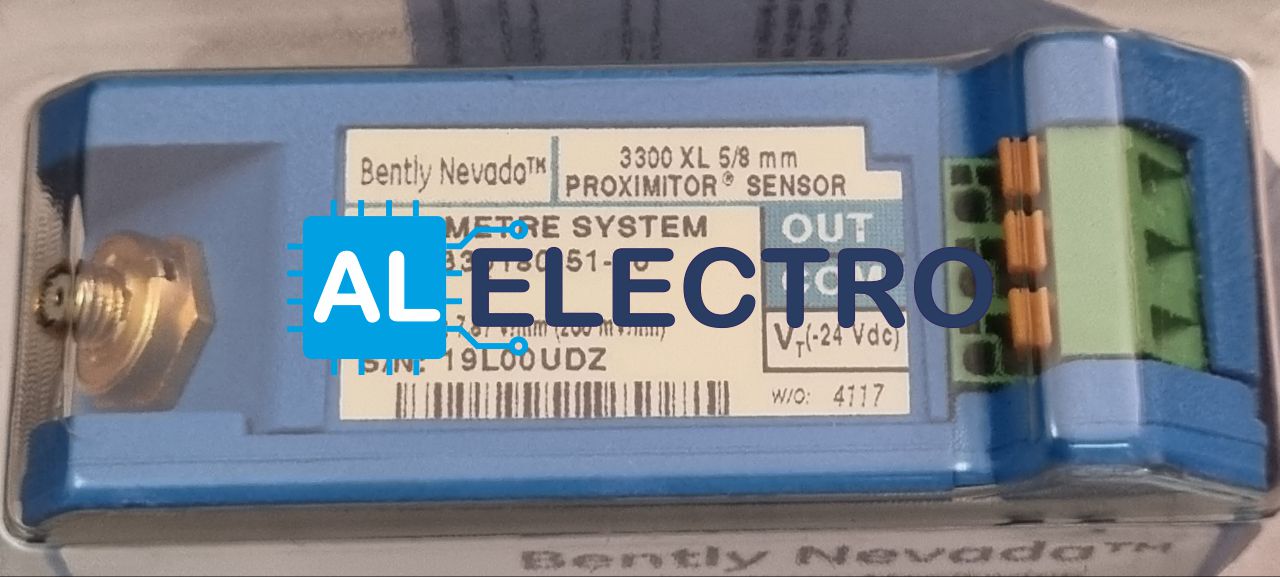 Bently Nevada™
3300 XL 5/8 mm
PROXIMITOR® SENSOR
METRE SYSTEM
OUT
COM
AL ELECTRO
VT(-24 Vdc)
S/N: 19L00UDZ
W/O: 4117
Bently Nevada™